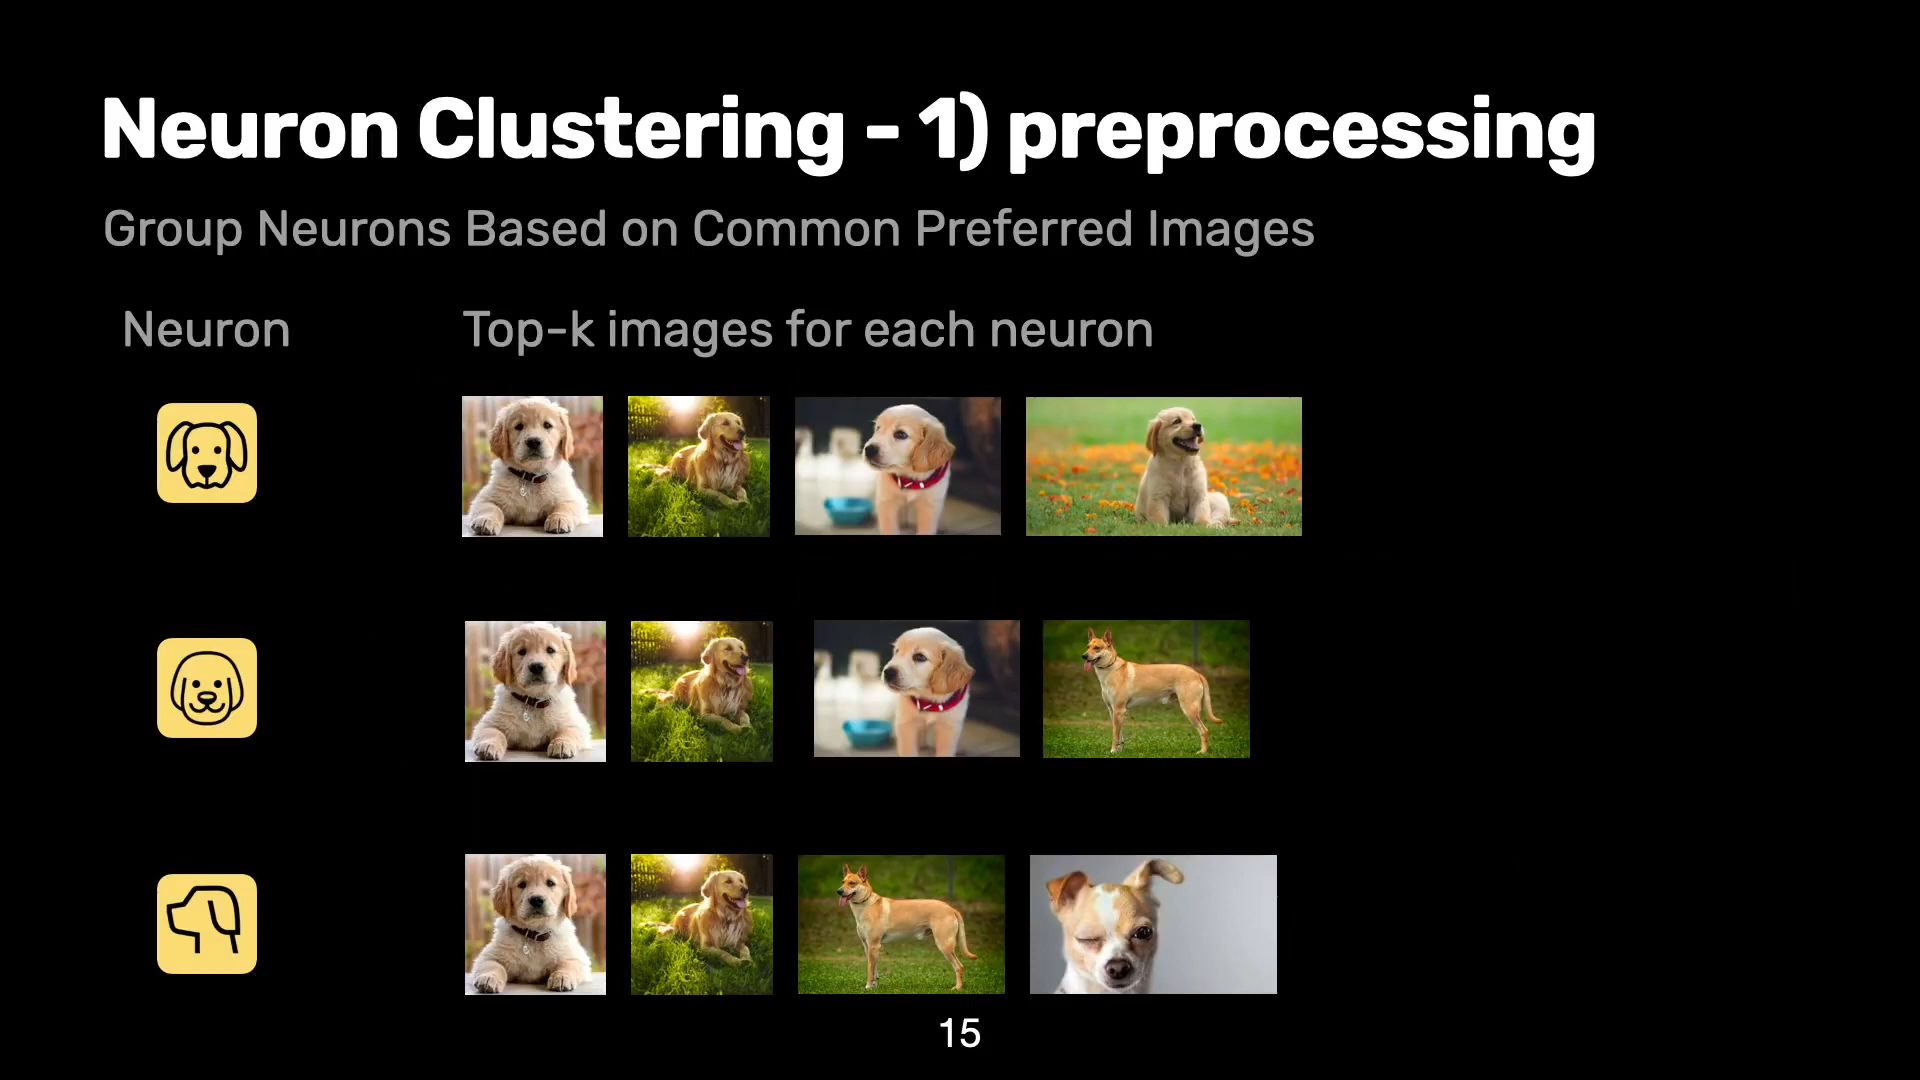 Neuron Clustering - 1) preprocessing
Group Neurons Based on Common Preferred Images
Neuron
Top-k images for each neuron
15